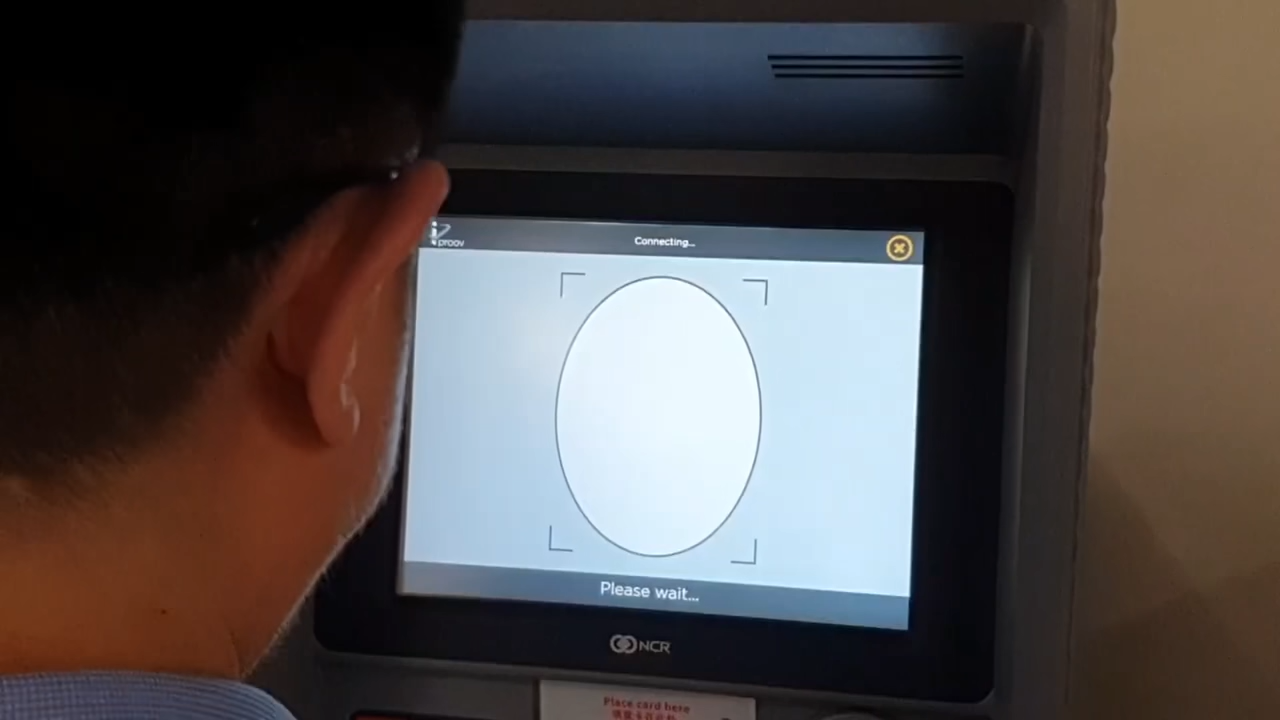 iproov
Connecting...
Please wait...
NCR
Place card here